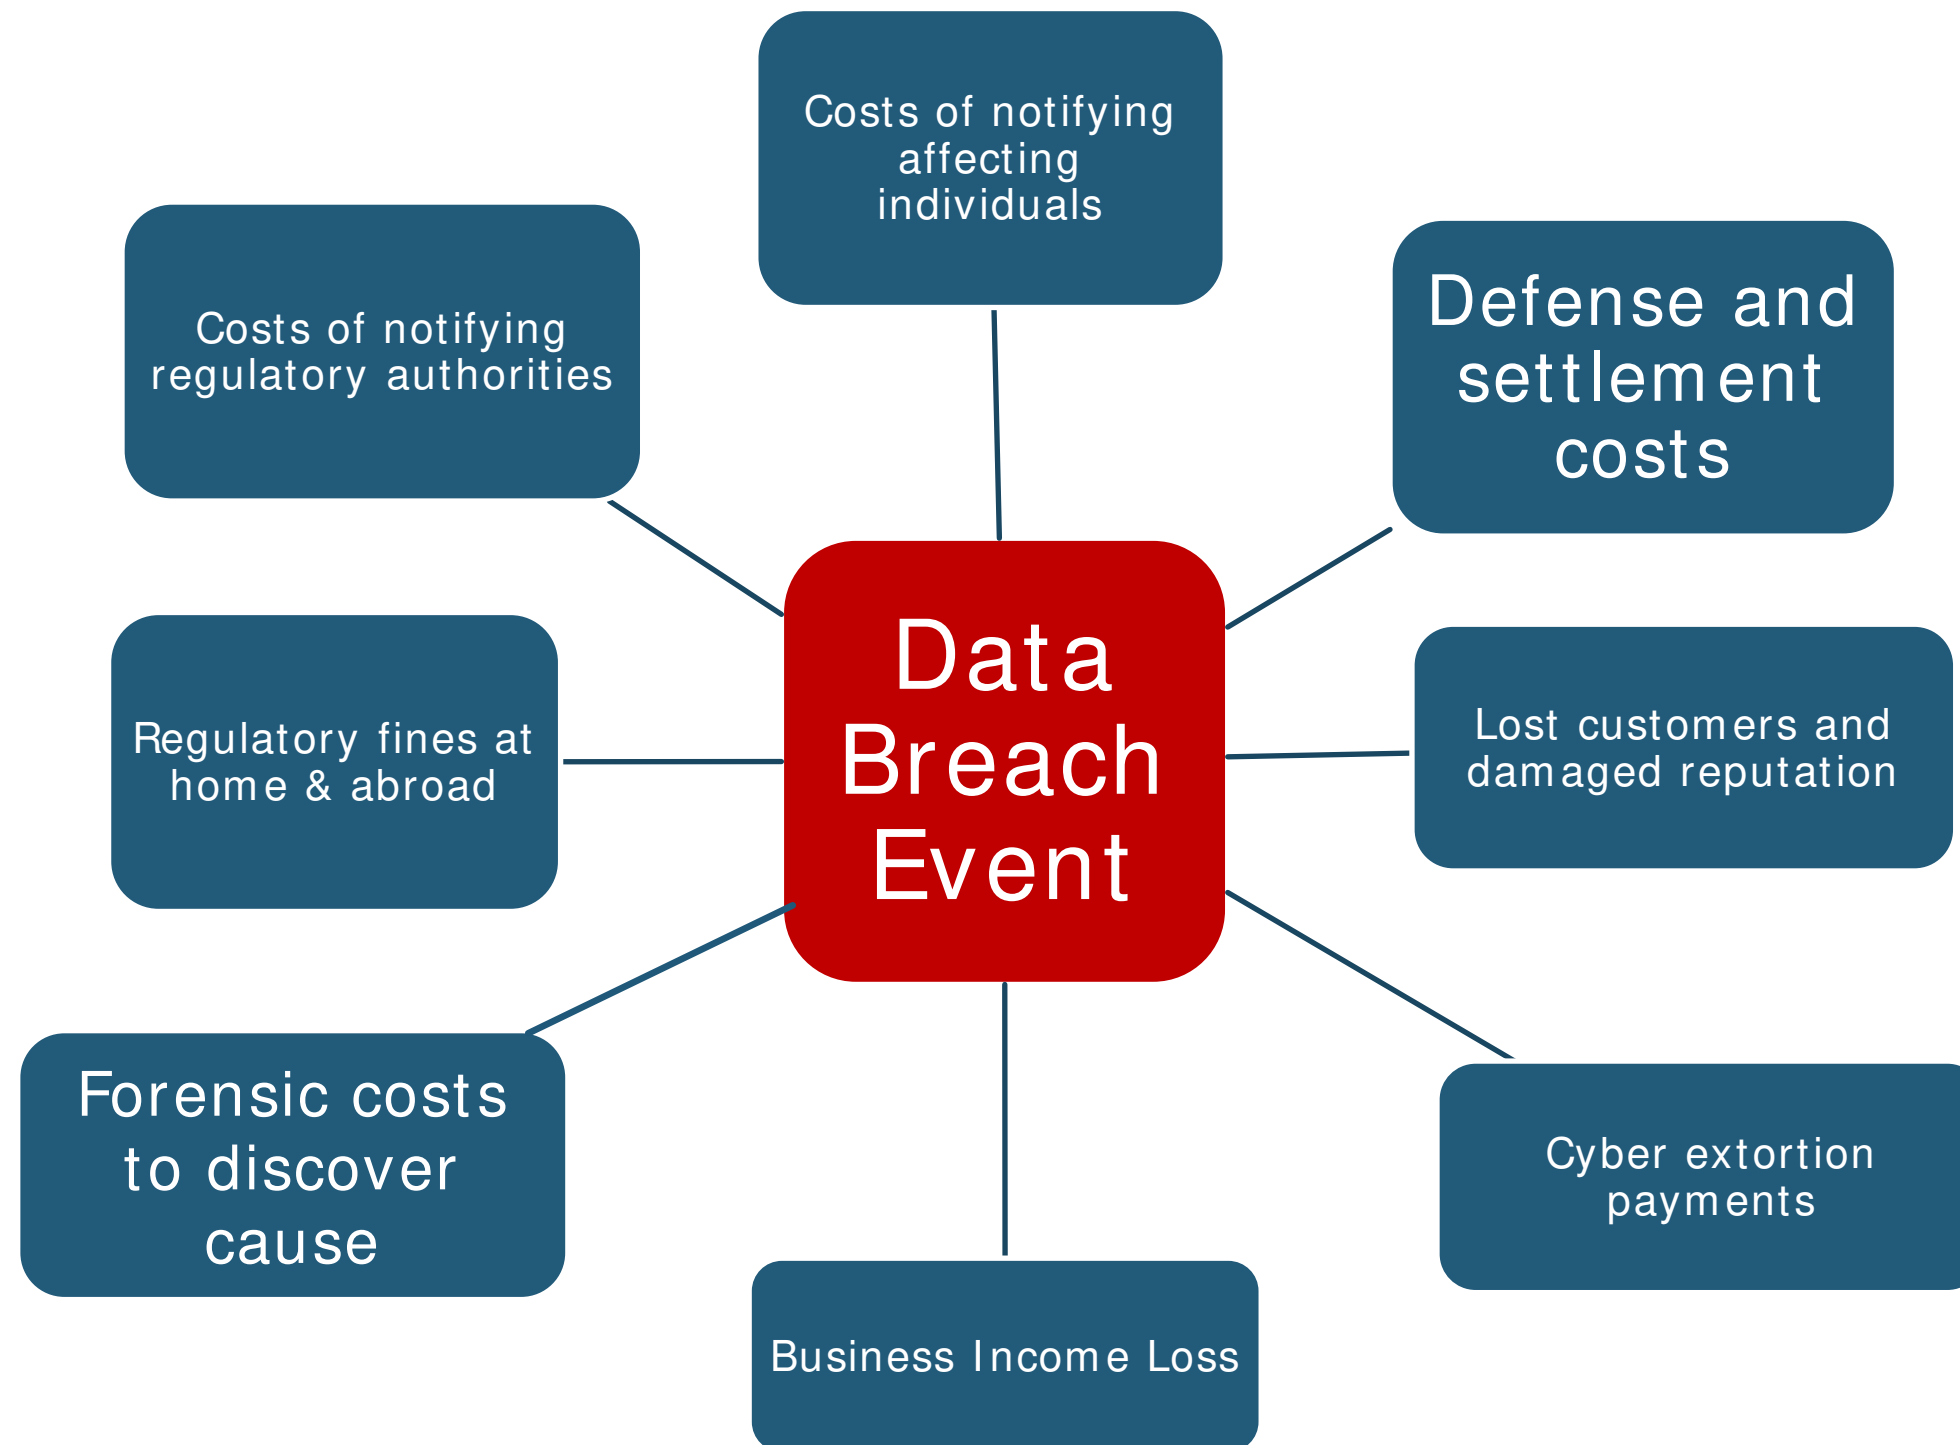 Costs of notifying
affecting
individuals
Costs of notifying
regulatory authorities
Defense and
settlement
costs
Data
Breach
Event
Regulatory fines at
home & abroad
Lost customers and
damaged reputation
Forensic costs
to discover
cause
Cyber extortion
payments
Business Income Loss